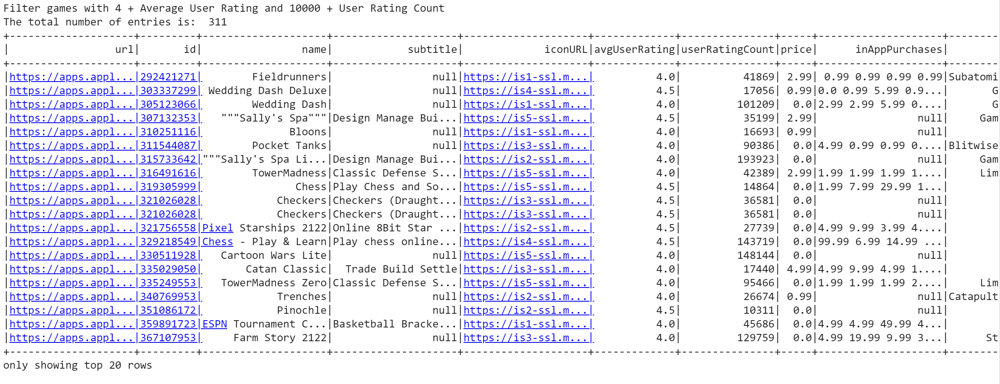 Filter games with 4 + Average User Rating and 10000 + User Rating Count
The total number of entries is:  311
+--------------------+---------+--------------------+--------------------+--------------------+-------------+---------------+-----+--------------------+--------
|                 url|       id|                name|            subtitle|             iconURL|avgUserRating|userRatingCount|price|      inAppPurchases|
+--------------------+---------+--------------------+--------------------+--------------------+-------------+---------------+-----+--------------------+--------
|https://apps.appl...|292421271|        Fieldrunners|                null|https://is1-ssl.m...|          4.0|          41869| 2.99| 0.99 0.99 0.99 0.99|Subatomi
|https://apps.appl...|303337299| Wedding Dash Deluxe|                null|https://is4-ssl.m...|          4.5|          17056| 0.99|0.0 0.99 5.99 0.9...|       G
|https://apps.appl...|305123066|        Wedding Dash|                null|https://is1-ssl.m...|          4.0|         101209|  0.0|2.99 2.99 5.99 0....|       G
|https://apps.appl...|307132353|   """Sally's Spa"""|Design Manage Bui...|https://is5-ssl.m...|          4.5|          35199| 2.99|                null|     Gam
|https://apps.appl...|310251116|              Bloons|                null|https://is1-ssl.m...|          4.0|          16693| 0.99|                null|
|https://apps.appl...|311544087|        Pocket Tanks|                null|https://is3-ssl.m...|          4.0|          90386|  0.0|4.99 0.99 0.99 0....|Blitwise
|https://apps.appl...|315733642|"""Sally's Spa Li...|Design Manage Bui...|https://is2-ssl.m...|          4.0|         193923|  0.0|                null|     Gam
|https://apps.appl...|316491616|        TowerMadness|Classic Defense S...|https://is5-ssl.m...|          4.0|          42389| 2.99|1.99 1.99 1.99 1....|     Lim
|https://apps.appl...|319305999|               Chess|Play Chess and So...|https://is5-ssl.m...|          4.5|          14864|  0.0|1.99 7.99 29.99 1...|
|https://apps.appl...|321026028|            Checkers|Checkers (Draught...|https://is3-ssl.m...|          4.5|          36581|  0.0|                null|
|https://apps.appl...|321026028|            Checkers|Checkers (Draught...|https://is3-ssl.m...|          4.5|          36581|  0.0|                null|
|https://apps.appl...|321756558|Pixel Starships 2122|Online 8Bit Star ...|https://is2-ssl.m...|          4.5|          27739|  0.0|4.99 9.99 3.99 4....|
|https://apps.appl...|329218549|Chess - Play & Learn|Play chess online...|https://is4-ssl.m...|          4.5|         143719|  0.0|99.99 6.99 14.99 ...|
|https://apps.appl...|330511928|   Cartoon Wars Lite|                null|https://is5-ssl.m...|          4.0|         148144|  0.0|                null|
|https://apps.appl...|335029050|       Catan Classic|  Trade Build Settle|https://is3-ssl.m...|          4.0|          17440| 4.99|4.99 9.99 4.99 1....|
|https://apps.appl...|335249553|   TowerMadness Zero|Classic Defense S...|https://is5-ssl.m...|          4.0|          95466|  0.0|1.99 1.99 1.99 2....|     Lim
|https://apps.appl...|340769953|            Trenches|                null|https://is2-ssl.m...|          4.0|          26674| 0.99|                null|Catapult
|https://apps.appl...|351086172|            Pinochle|                null|https://is2-ssl.m...|          4.5|          10311|  0.0|                null|
|https://apps.appl...|359891723|ESPN Tournament C...|Basketball Bracke...|https://is1-ssl.m...|          4.0|          45686|  0.0|4.99 4.99 49.99 4...|
|https://apps.appl...|367107953|     Farm Story 2122|                null|https://is3-ssl.m...|          4.0|         129759|  0.0|4.99 19.99 9.99 3...|      St
+--------------------+---------+--------------------+--------------------+--------------------+-------------+---------------+-----+--------------------+--------
only showing top 20 rows